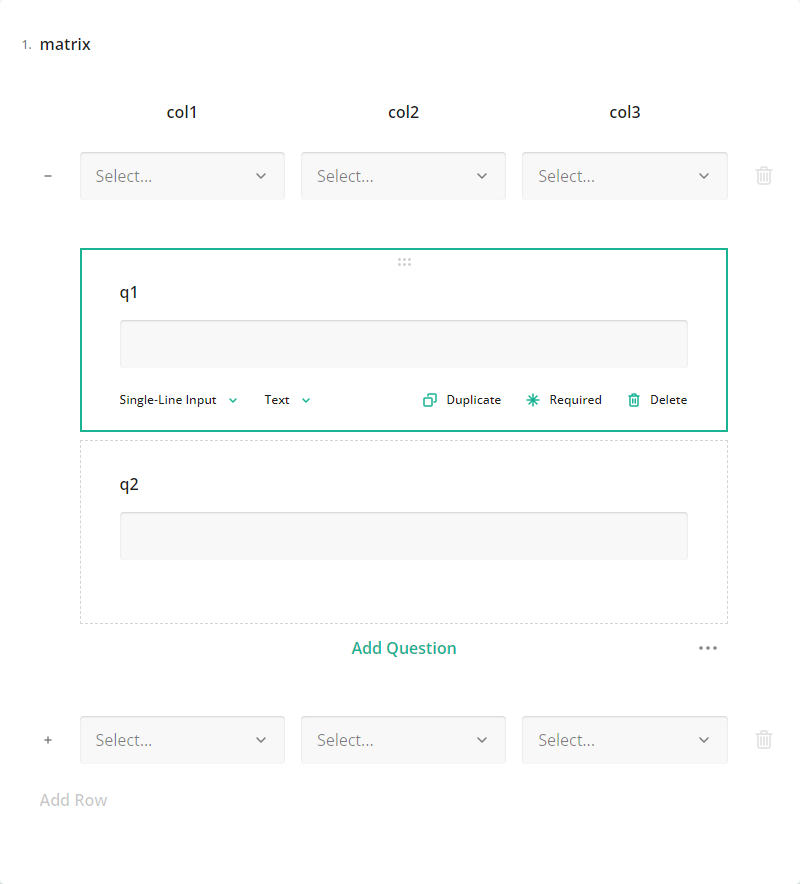 1. matrix
col1 col2 col3
Select... Select... Select...
q1
Single-Line Input Text Duplicate Required Delete
q2
Add Question
Select... Select... Select...
Add Row